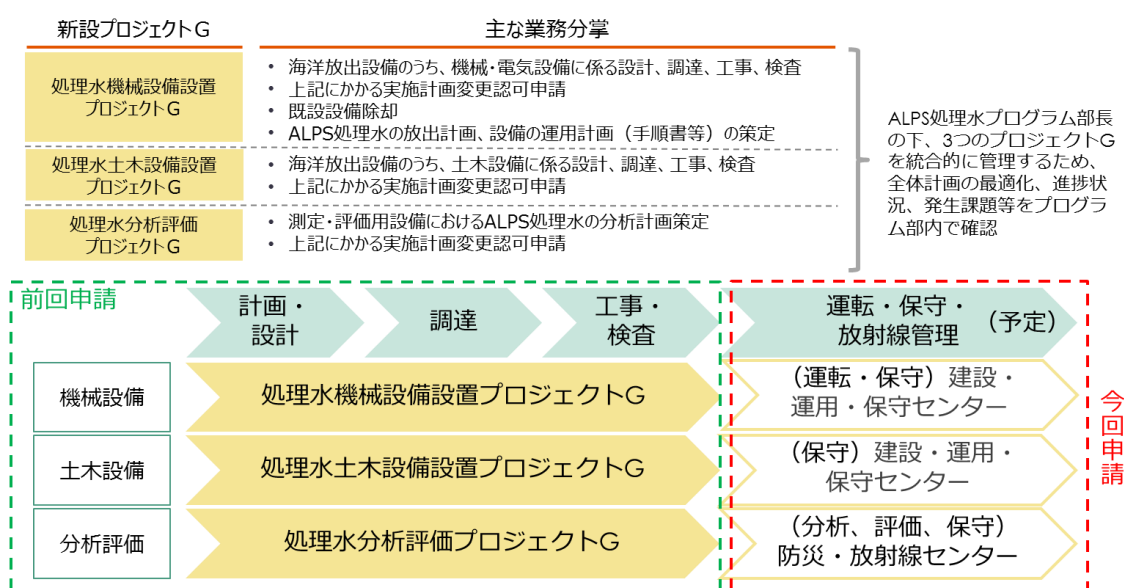 新設プロジェクトG
主な業務分掌
処理水機械設備設置
プロジェクトG
• 海洋放出設備のうち、機械・電気設備に係る設計、調達、工事、検査
• 上記にかかる実施計画変更認可申請
• 既設設備除却
• ALPS処理水の放出計画、設備の運用計画（手順書等）の策定
処理水土木設備設置
プロジェクトG
• 海洋放出設備のうち、土木設備に係る設計、調達、工事、検査
• 上記にかかる実施計画変更認可申請
処理水分析評価
プロジェクトG
• 測定・評価用設備におけるALPS処理水の分析計画策定
• 上記にかかる実施計画変更認可申請
ALPS処理水プログラム部長
の下、3つのプロジェクトG
を統合的に管理するため、
全体計画の最適化、進捗状
況、発生課題等をプログラ
ム部内で確認
前回申請
計画・
設計
調達
工事・
検査
運転・保守・
放射線管理
（予定）
機械設備
処理水機械設備設置プロジェクトG
（運転・保守）建設・
運用・保守センター
土木設備
処理水土木設備設置プロジェクトG
（保守）建設・運用・
保守センター
分析評価
処理水分析評価プロジェクトG
（分析、評価、保守）
防災・放射線センター
今回申請